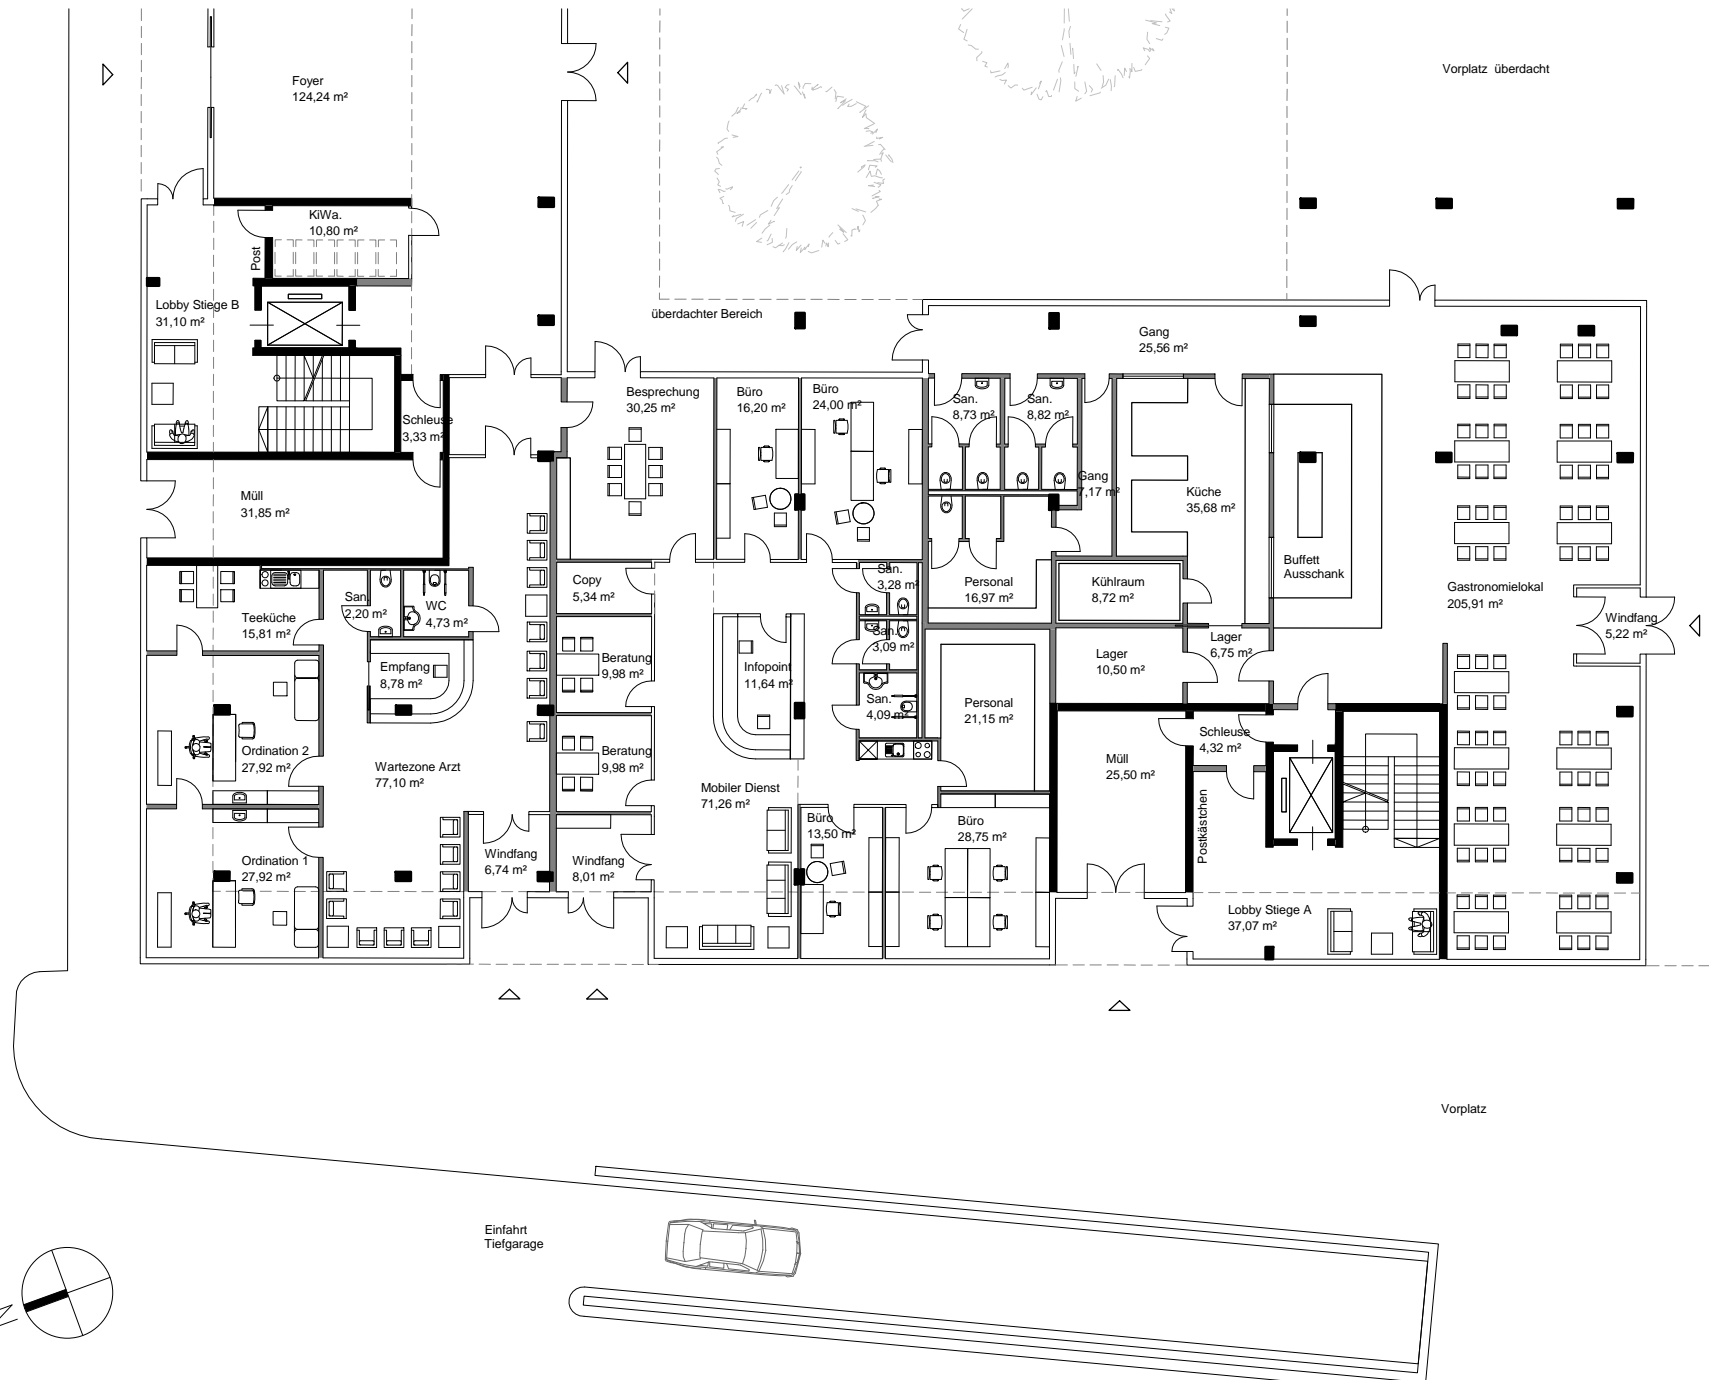 Foyer
124,24 m²
Vorplatz überdacht
KiWa.
10,80 m²
Post
Lobby Stiege B
31,10 m²
überdachter Bereich
Gang
25,56 m²
Besprechung
30,25 m²
Büro
16,20 m²
Büro
24,00 m²
San.
8,73 m²
San.
8,82 m²
Schleuse
3,33 m²
Gang
7,17 m²
Müll
31,85 m²
Küche
35,68 m²
Buffett
Ausschank
Copy
5,34 m²
San.
3,28 m²
Personal
16,97 m²
Kühlraum
8,72 m²
Gastronomielokal
205,91 m²
Teeküche
15,81 m²
San.
2,20 m²
WC
4,73 m²
Windfang
5,22 m²
San.
3,09 m²
Lager
6,75 m²
Empfang
8,78 m²
Beratung
9,98 m²
Infopoint
11,64 m²
Lager
10,50 m²
San.
4,09 m²
Personal
21,15 m²
Ordination 2
27,92 m²
Wartezone Arzt
77,10 m²
Beratung
9,98 m²
Schleuse
4,32 m²
Müll
25,50 m²
Mobiler Dienst
71,26 m²
Postkästchen
Büro
13,50 m²
Büro
28,75 m²
Ordination 1
27,92 m²
Windfang
6,74 m²
Windfang
8,01 m²
Lobby Stiege A
37,07 m²
Vorplatz
Einfahrt
Tiefgarage
N